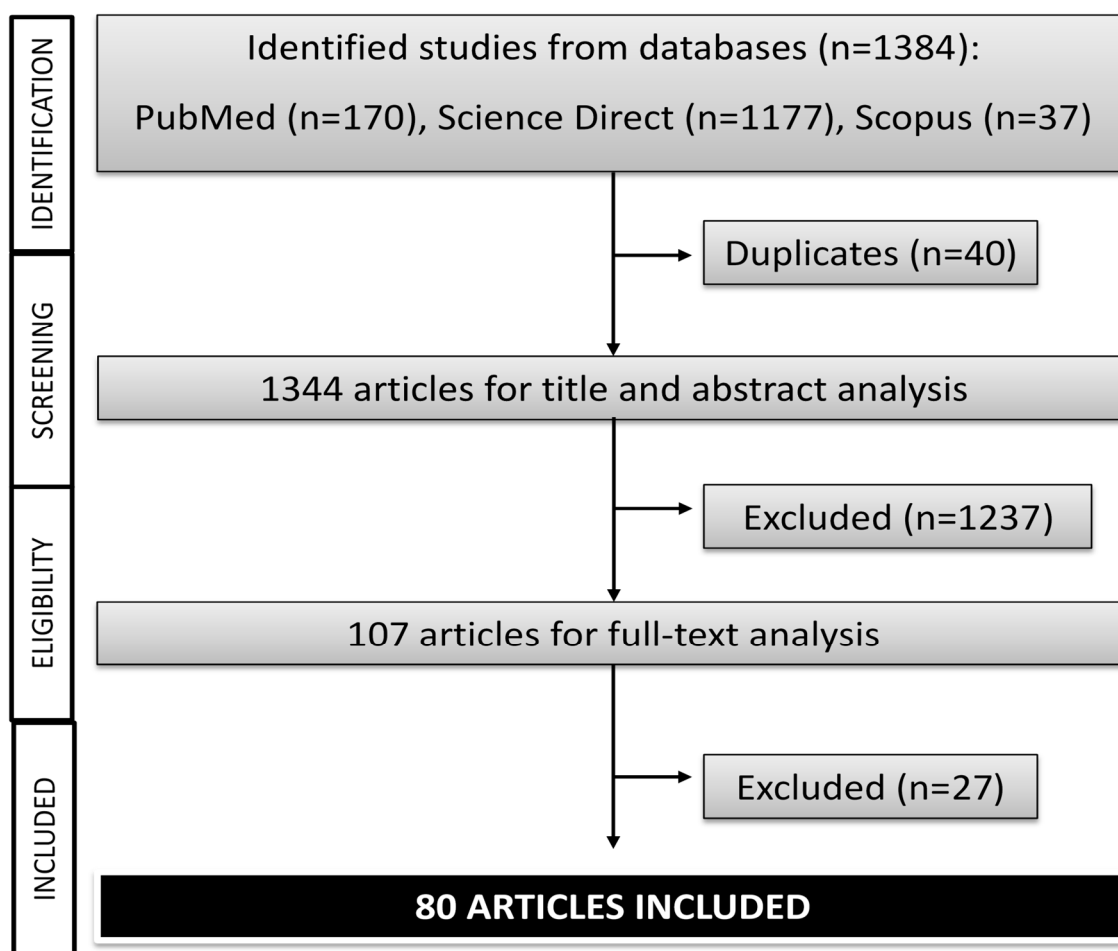 IDENTIFICATION
Identified studies from databases (n=1384):
PubMed (n=170), Science Direct (n=1177), Scopus (n=37)
Duplicates (n=40)
SCREENING
1344 articles for title and abstract analysis
Excluded (n=1237)
ELIGIBILITY
107 articles for full-text analysis
Excluded (n=27)
INCLUDED
80 ARTICLES INCLUDED